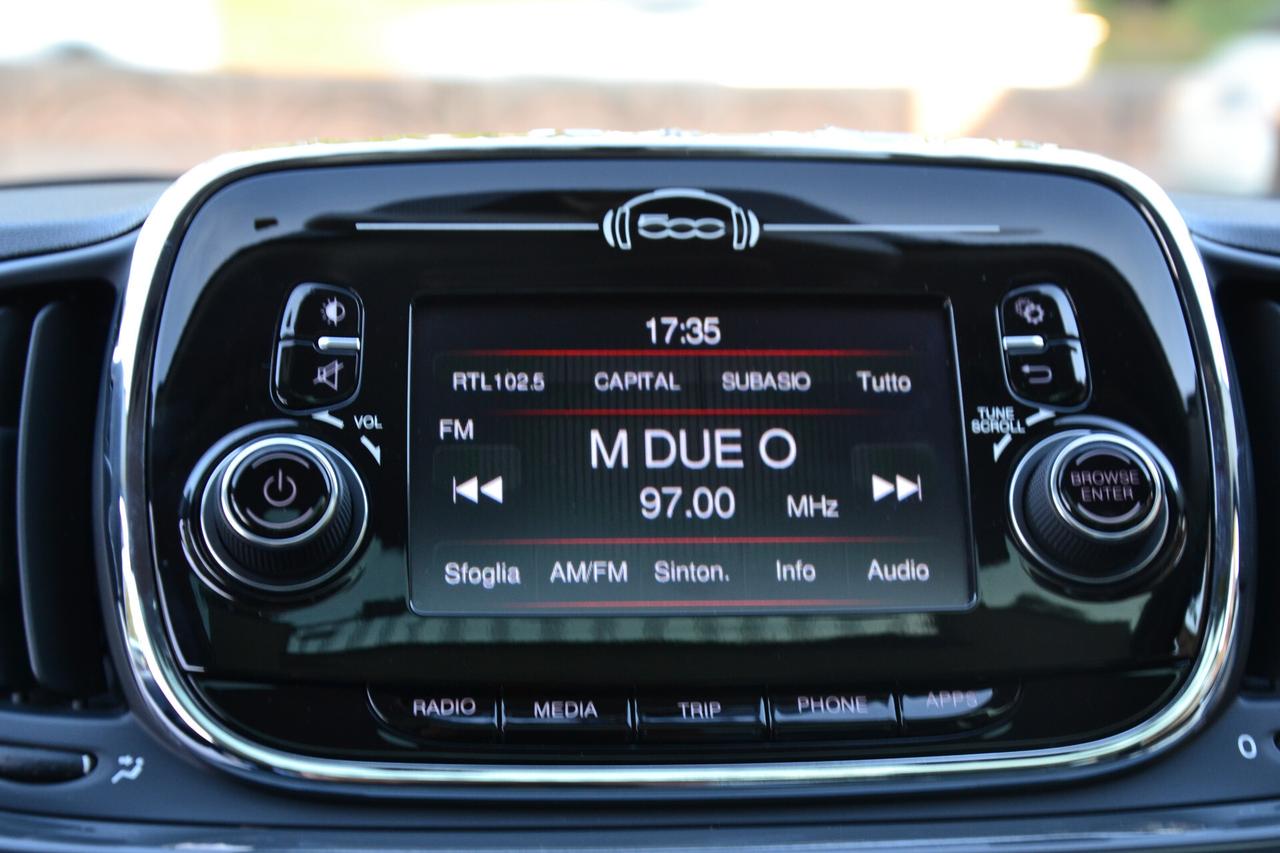 500
17:35
RTL102.5 CAPITAL SUBASIO Tutto
VOL
TUNE
SCROLL
FM
M DUE O
97.00 MHz
BROWSE
ENTER
Sfoglia AM/FM Sinton. Info Audio
RADIO MEDIA TRIP PHONE APPS
0